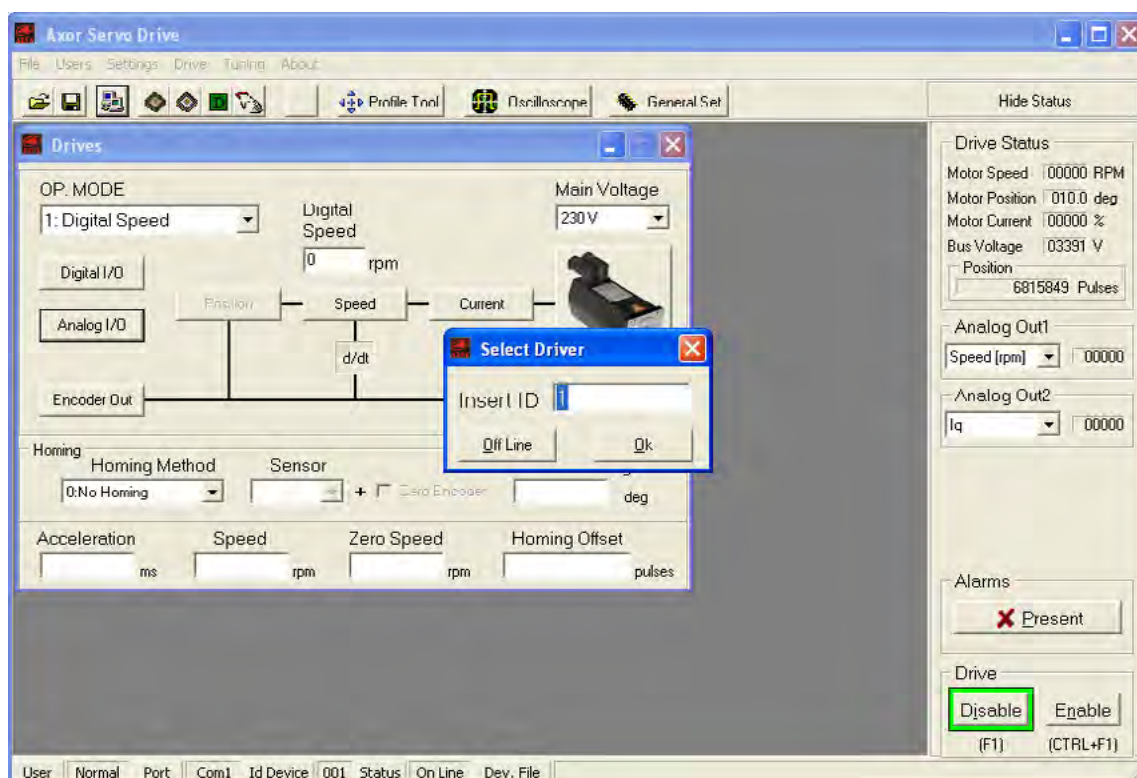 Axor Servo Drive
File Users Settings Drive Tuning About
Profile Tool Oscilloscope General Set Hide Status
Drives
OP. MODE
1: Digital Speed
Digital
Speed
0 rpm
Main Voltage
230 V
Digital I/O
Analog I/O
Encoder Out
Position Speed Current
d/dt
Select Driver
Insert ID 1
Off Line Ok
Homing
Homing Method Sensor
0:No Homing + Zero Encoder deg
Acceleration Speed Zero Speed Homing Offset
ms rpm rpm pulses
Drive Status
Motor Speed 00000 RPM
Motor Position 010.0 deg
Motor Current 00000 %
Bus Voltage 03391 V
Position
6815849 Pulses
Analog Out1
Speed [rpm] 00000
Analog Out2
Iq 00000
Alarms
Present
Drive
Disable Enable
(F1) (CTRL+F1)
User Normal Port Com1 Id Device 001 Status On Line Dev. File